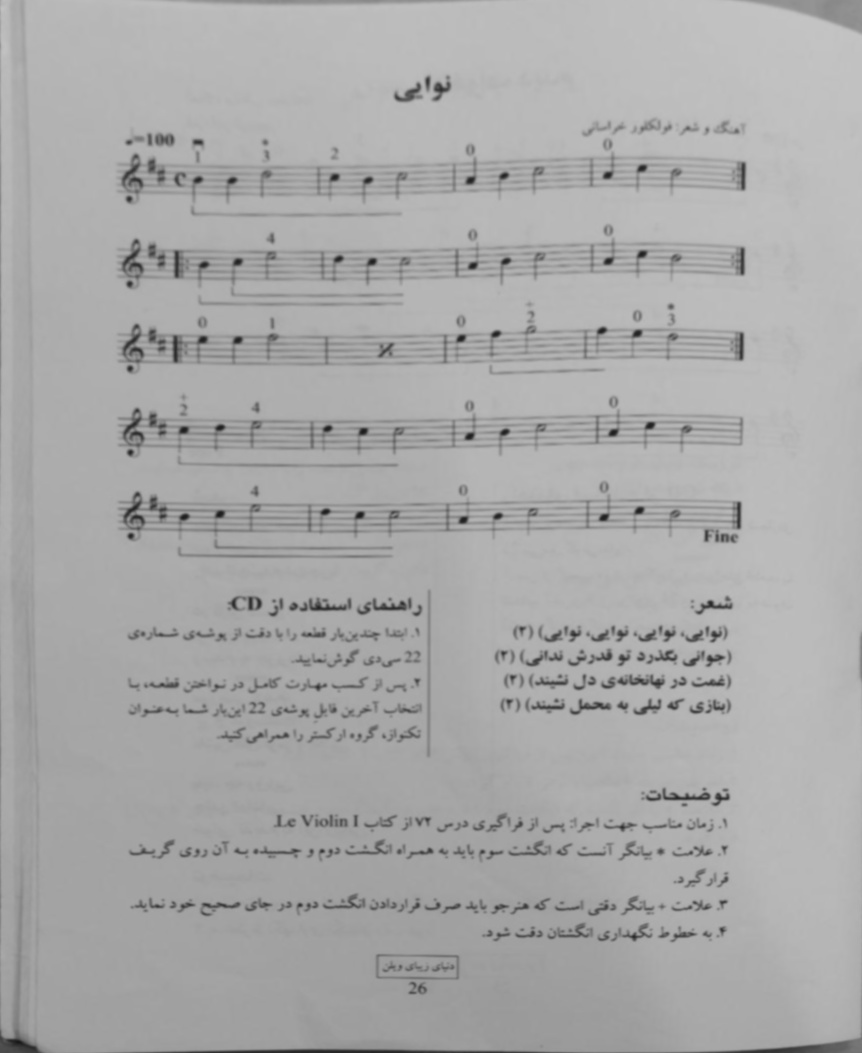 نوایی
آهنگ و شعر: فولکلور خراسانی
♩=100
1 3 2 0 0
4 0 0
0 1 0 2 0 3
2 4 0 0
4 0 0
Fine
شعر:
(نوایی، نوایی، نوایی، نوایی) (۲)
(جوانی بگذرد تو قدرش ندانی) (۲)
(غمت در نهانخانه‌ی دل نشیند) (۲)
(بنازی که لیلی به محمل نشیند) (۲)
راهنمای استفاده از CD:
۱. ابتدا چندین‌بار قطعه را با دقت از پوشه‌ی شماره‌ی
22 سی‌دی گوش‌نمایید.
۲. پس از کسب مهارت کامل در نواختن قطعه، با
انتخاب آخرین فایل پوشه‌ی 22 این‌بار شما به‌عنوان
تکنواز، گروه ارکستر را همراهی‌کنید.
توضیحات:
۱. زمان مناسب جهت اجرا: پس از فراگیری درس ۷۲ از کتاب Le Violin I.
۲. علامت * بیانگر آنست که انگشت سوم باید به همراه انگشت دوم و چسبیده به آن روی گریف
قرارگیرد.
۳. علامت + بیانگر دقتی است که هنرجو باید صرف قراردادن انگشت دوم در جای صحیح خود نماید.
۴. به خطوط نگهداری انگشتان دقت شود.
دنیای زیبای ویلن
26